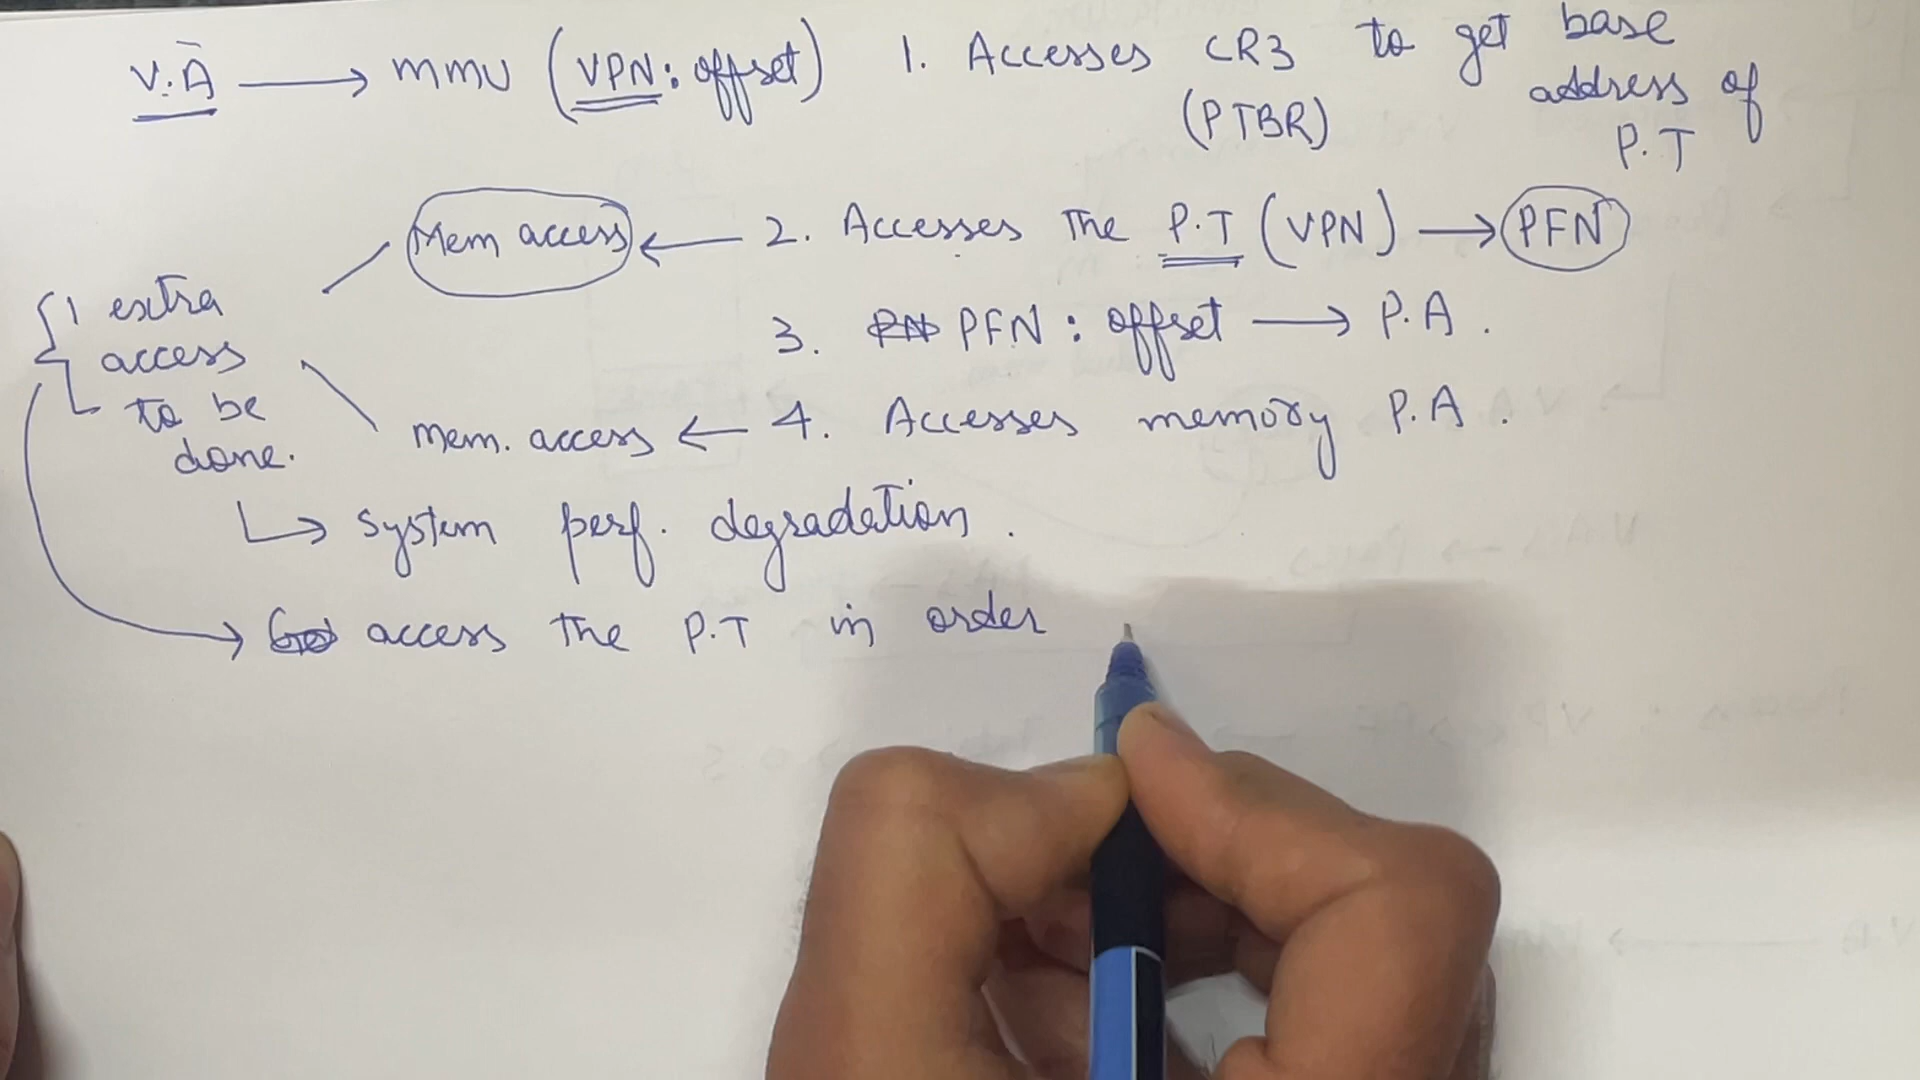 V.A → MMU (VPN: offset) 1. Accesses CR3 to get base
address of
(PTBR) P.T
Mem access ← 2. Accesses the P.T (VPN) → PFN
3. PFN : offset → P.A.
4. Accesses memory P.A.
Mem. access ←
{ 1 extra
access
to be
done.
↳ System perf. degradation.
→ access the P.T in order